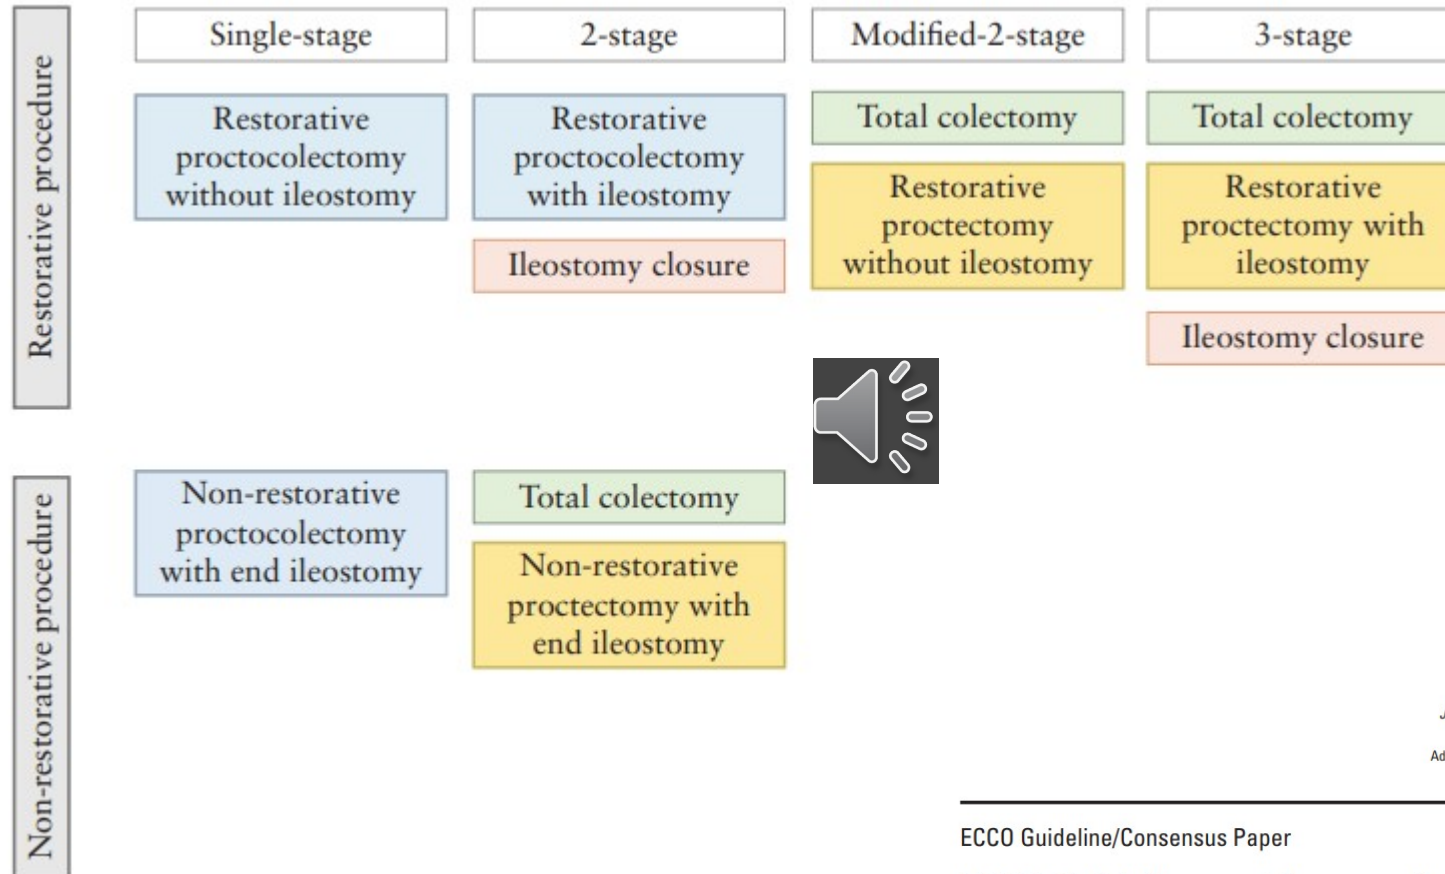 Restorative procedure
Single-stage
2-stage
Modified-2-stage
3-stage
Restorative
proctocolectomy
without ileostomy
Restorative
proctocolectomy
with ileostomy
Ileostomy closure
Total colectomy
Restorative
proctectomy
without ileostomy
Total colectomy
Restorative
proctectomy with
ileostomy
Ileostomy closure
Non-restorative procedure
Non-restorative
proctocolectomy
with end ileostomy
Total colectomy
Non-restorative
proctectomy with
end ileostomy
J
Ad
ECCO Guideline/Consensus Paper